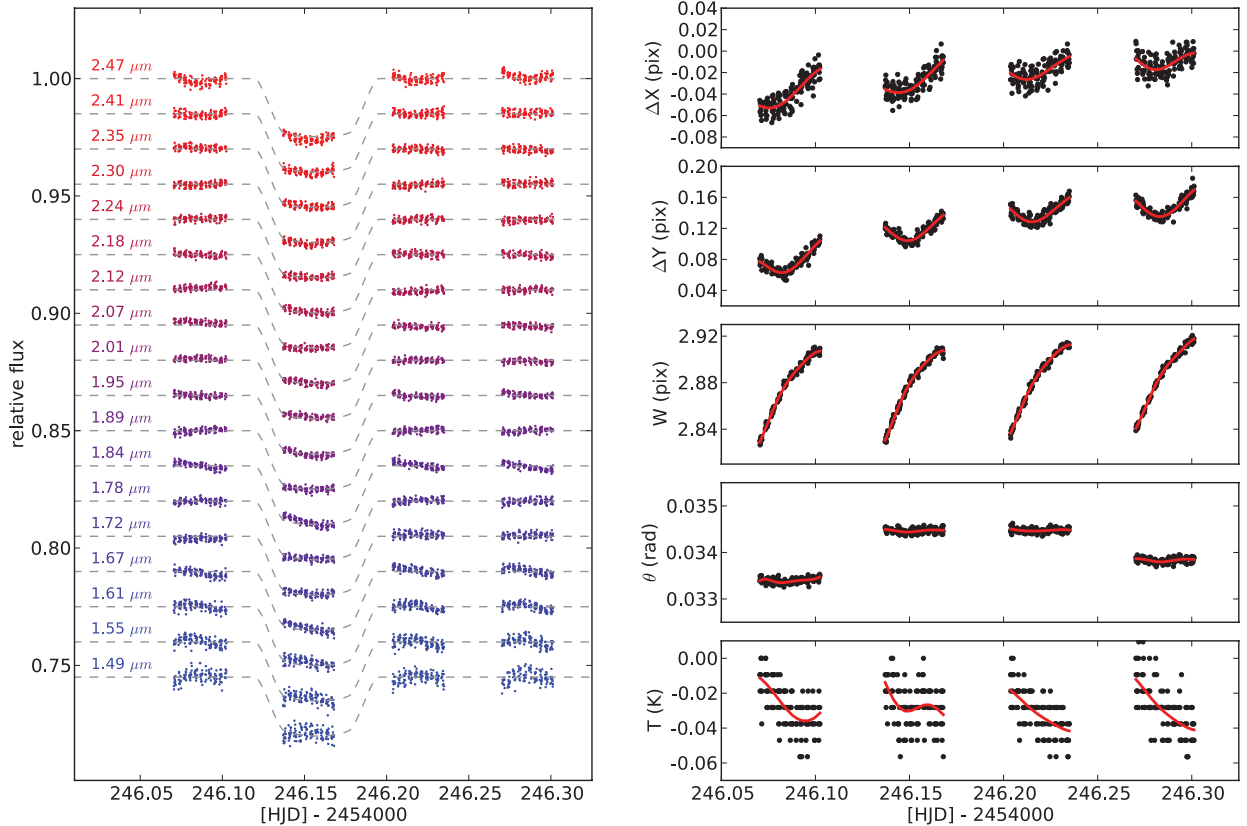 2.47 μm
2.41 μm
2.35 μm
2.30 μm
2.24 μm
2.18 μm
2.12 μm
2.07 μm
2.01 μm
1.95 μm
1.89 μm
1.84 μm
1.78 μm
1.72 μm
1.67 μm
1.61 μm
1.55 μm
1.49 μm
1.00
0.95
0.90
0.85
0.80
0.75
relative flux
246.05 246.10 246.15 246.20 246.25 246.30
[HJD] - 2454000
0.04
0.02
0.00
-0.02
-0.04
-0.06
-0.08
ΔX (pix)
0.20
0.16
0.12
0.08
0.04
ΔY (pix)
2.92
2.88
2.84
W (pix)
0.035
0.034
0.033
θ (rad)
0.00
-0.02
-0.04
-0.06
T (K)
246.05 246.10 246.15 246.20 246.25 246.30
[HJD] - 2454000